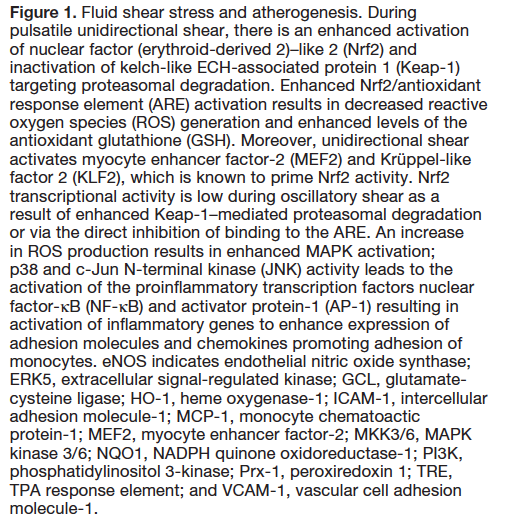 Figure 1. Fluid shear stress and atherogenesis. During
pulsatile unidirectional shear, there is an enhanced activation
of nuclear factor (erythroid-derived 2)–like 2 (Nrf2) and
inactivation of kelch-like ECH-associated protein 1 (Keap-1)
targeting proteasomal degradation. Enhanced Nrf2/antioxidant
response element (ARE) activation results in decreased reactive
oxygen species (ROS) generation and enhanced levels of the
antioxidant glutathione (GSH). Moreover, unidirectional shear
activates myocyte enhancer factor-2 (MEF2) and Krüppel-like
factor 2 (KLF2), which is known to prime Nrf2 activity. Nrf2
transcriptional activity is low during oscillatory shear as a
result of enhanced Keap-1–mediated proteasomal degradation
or via the direct inhibition of binding to the ARE. An increase
in ROS production results in enhanced MAPK activation;
p38 and c-Jun N-terminal kinase (JNK) activity leads to the
activation of the proinflammatory transcription factors nuclear
factor-κB (NF-κB) and activator protein-1 (AP-1) resulting in
activation of inflammatory genes to enhance expression of
adhesion molecules and chemokines promoting adhesion of
monocytes. eNOS indicates endothelial nitric oxide synthase;
ERK5, extracellular signal-regulated kinase; GCL, glutamate-
cysteine ligase; HO-1, heme oxygenase-1; ICAM-1, intercellular
adhesion molecule-1; MCP-1, monocyte chematoactic
protein-1; MEF2, myocyte enhancer factor-2; MKK3/6, MAPK
kinase 3/6; NQO1, NADPH quinone oxidoreductase-1; PI3K,
phosphatidylinositol 3-kinase; Prx-1, peroxiredoxin 1; TRE,
TPA response element; and VCAM-1, vascular cell adhesion
molecule-1.